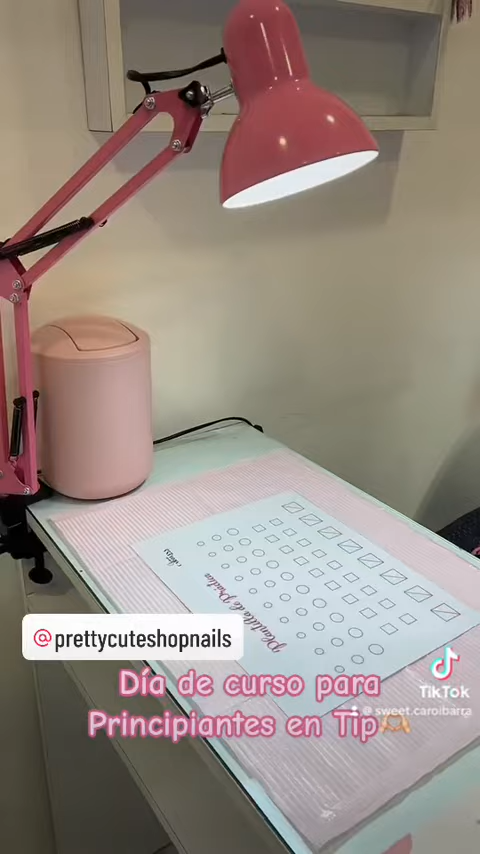 Plantilla de Práctica
@prettycuteshopnails
Día de curso para
Principiantes en Tip🫶🏼
TikTok
@ sweet.caroibarra